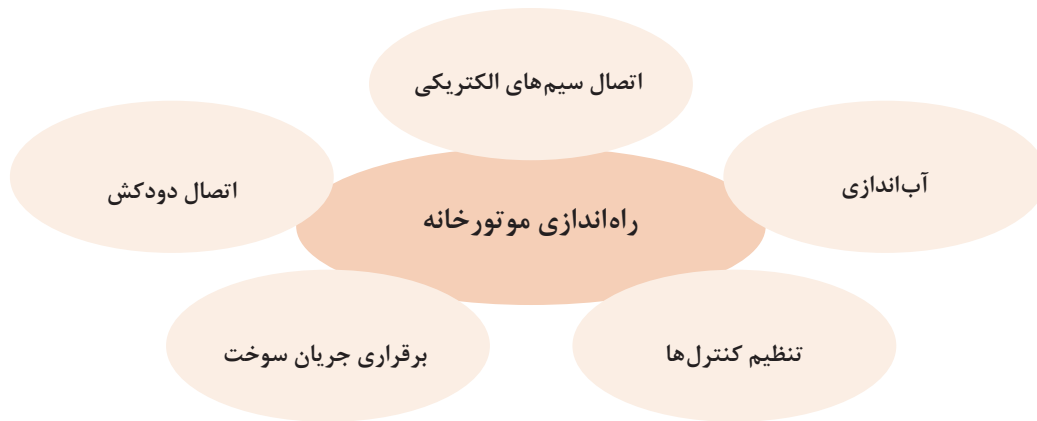 اتصال سیم‌های الکتریکی
آب‌اندازی
اتصال دودکش
راه‌اندازی موتورخانه
تنظیم کنترل‌ها
برقراری جریان سوخت